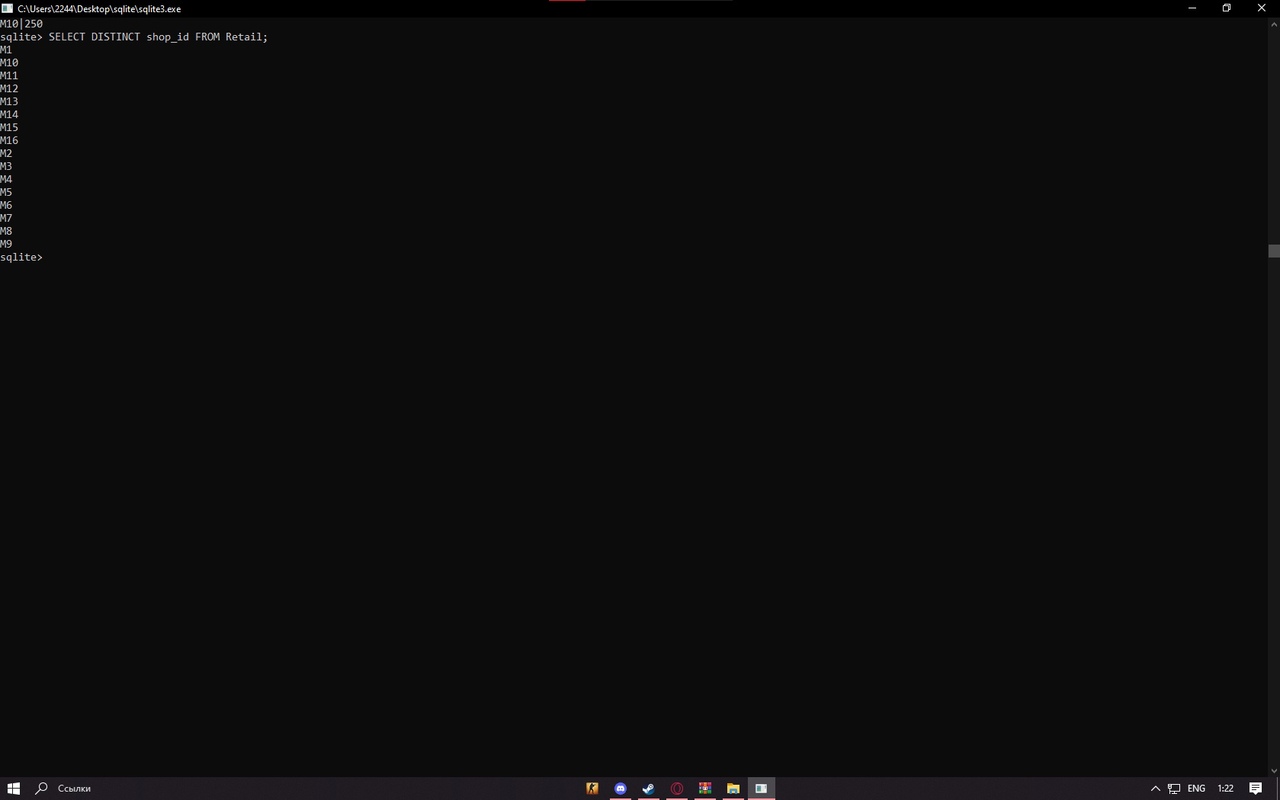 C:\Users\2244\Desktop\sqlite\sqlite3.exe
M10|250
sqlite> SELECT DISTINCT shop_id FROM Retail;
M1
M10
M11
M12
M13
M14
M15
M16
M2
M3
M4
M5
M6
M7
M8
M9
sqlite>
Ссылки
ENG
1:22